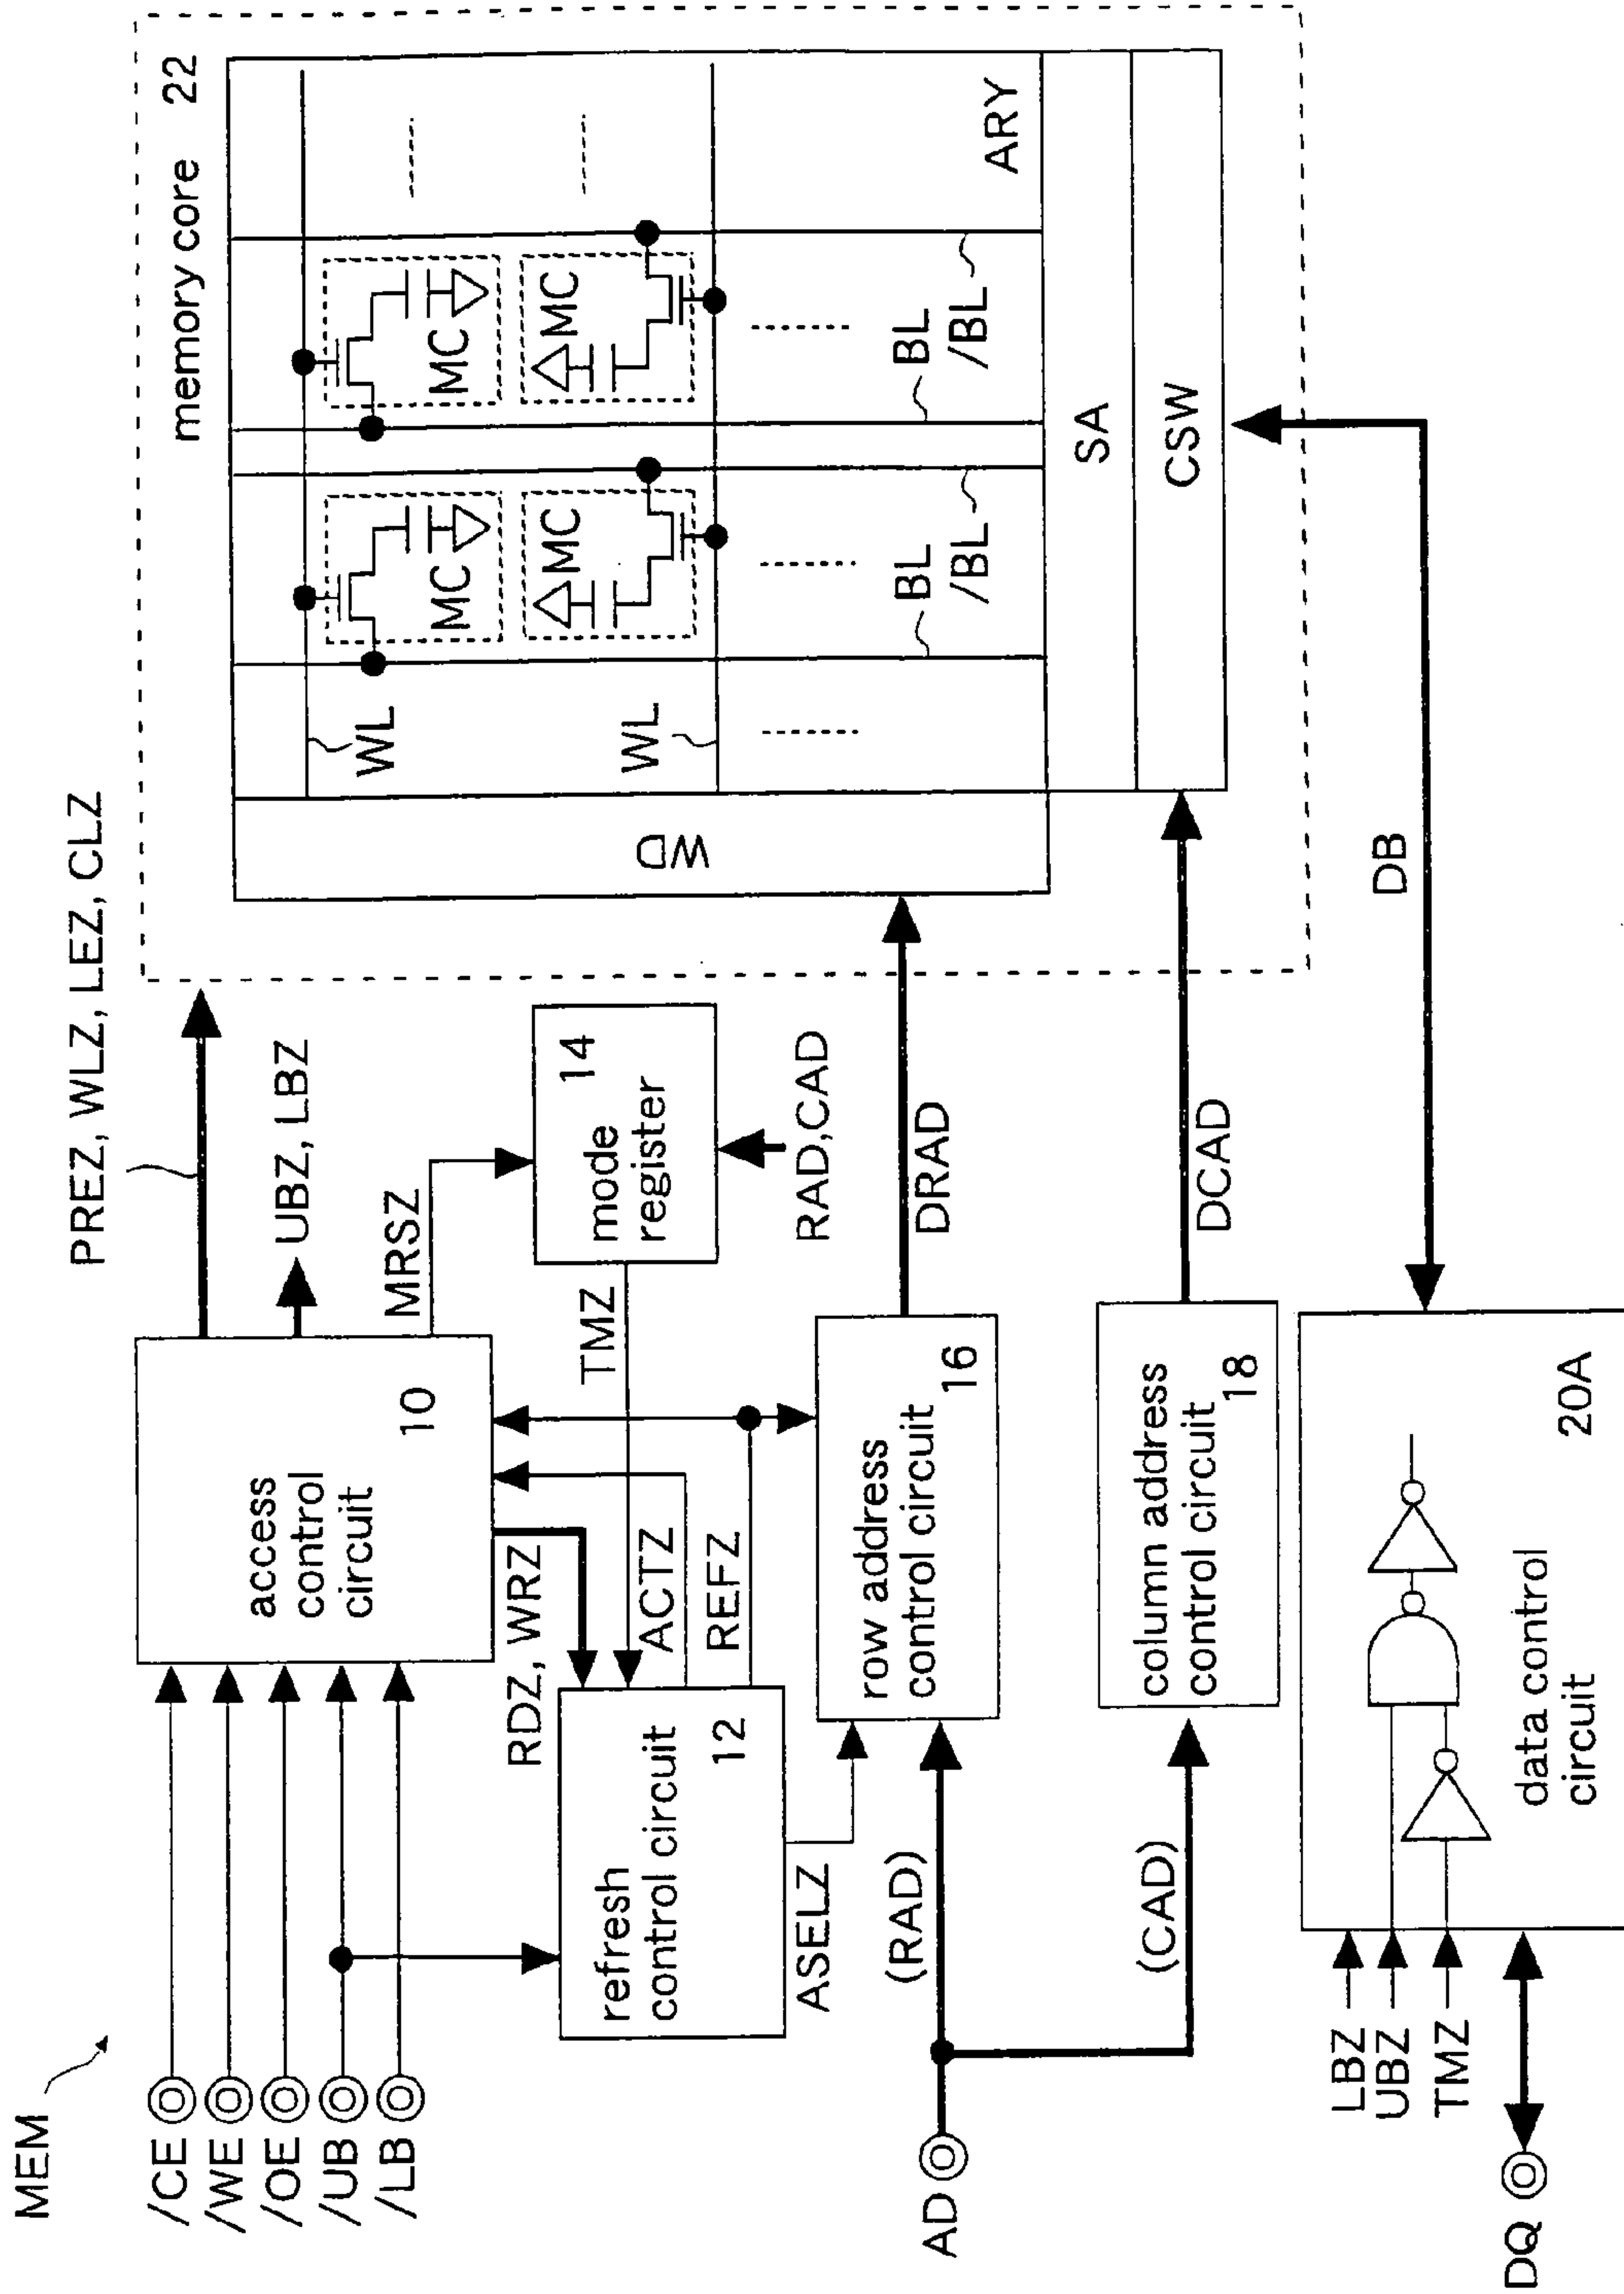 MEM
/CE
/WE
/OE
/UB
/LB
access
control
circuit
10
PREZ, WLZ, LEZ, CLZ
UBZ, LBZ
MRSZ
RDZ, WRZ
TMZ
ACTZ
REFZ
14
mode
register
RAD,CAD
refresh
control circuit
12
ASELZ
AD
(RAD)
(CAD)
row address
control circuit
16
DRAD
column address
control circuit
18
DCAD
LBZ
UBZ
TMZ
DQ
data control
circuit
20A
DB
memory core 22
WD
WL
WL
MC
MC
MC
MC
BL
/BL
BL
/BL
ARY
SA
CSW